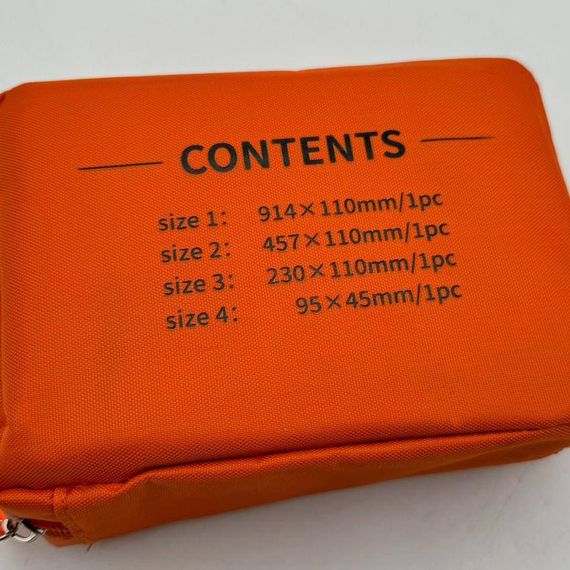 CONTENTS
size 1: 914×110mm/1pc
size 2: 457×110mm/1pc
size 3: 230×110mm/1pc
size 4: 95×45mm/1pc